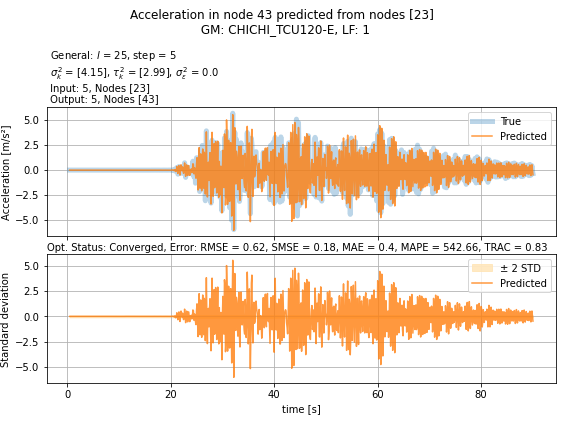 Acceleration in node 43 predicted from nodes [23]
GM: CHICHI_TCU120-E, LF: 1
General: l = 25, step = 5
σ²ₖ = [4.15], τ²ₖ = [2.99], σ²ε = 0.0
Input: 5, Nodes [23]
Output: 5, Nodes [43]
Acceleration [m/s²]
5.0
2.5
0.0
−2.5
−5.0
True
Predicted
Opt. Status: Converged, Error: RMSE = 0.62, SMSE = 0.18, MAE = 0.4, MAPE = 542.66, TRAC = 0.83
Standard deviation
5.0
2.5
0.0
−2.5
−5.0
± 2 STD
Predicted
0 20 40 60 80
time [s]